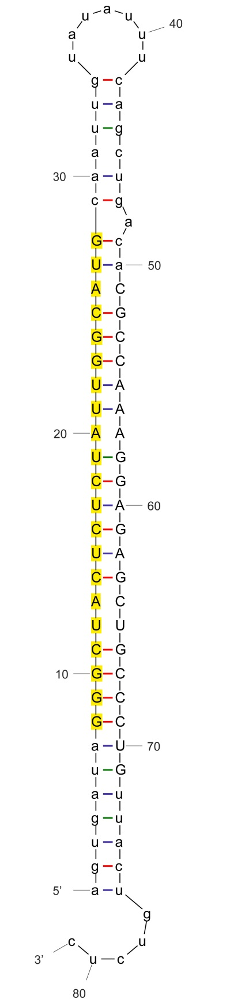 a
u u
a u 40
u u
g c
u a
u g
a c
30 a u
c g
a
G c
U a 50
A C
C G
G C
G C
U A
U A
20 A A
U G
C G
U A 60
C G
U A
C G
A C
U U
C G
10 G C
G C
G C
a U 70
u G
a u
g u
u a
g c
5’ a u
g
c u
3’ u c
80